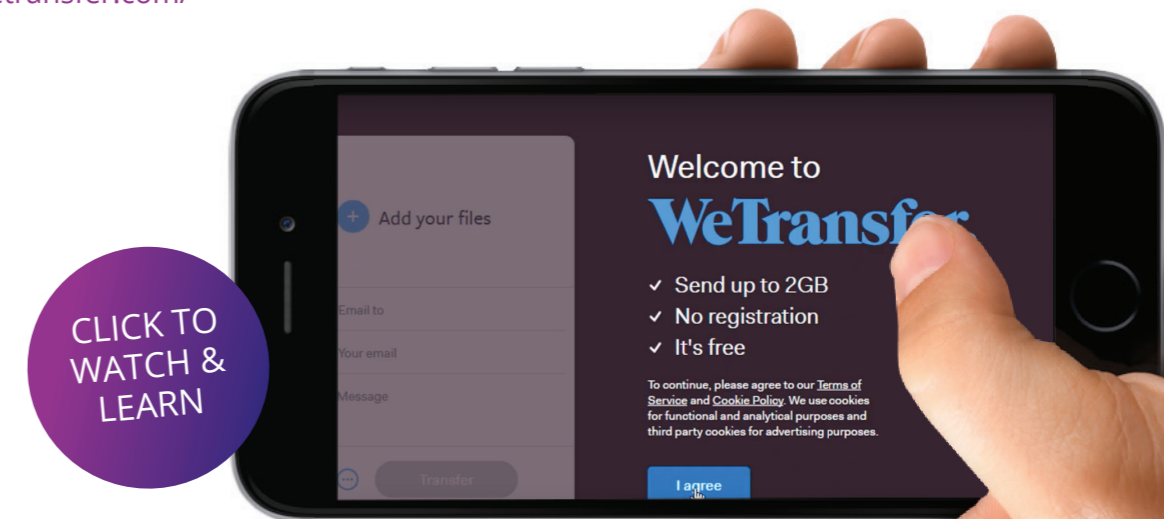 Welcome to
WeTransfer
Add your files
Send up to 2GB
No registration
It's free
Email to
Your email
Message
To continue, please agree to our Terms of
Service and Cookie Policy. We use cookies
for functional and analytical purposes and
third party cookies for advertising purposes.
Transfer
I agree
CLICK TO
WATCH &
LEARN